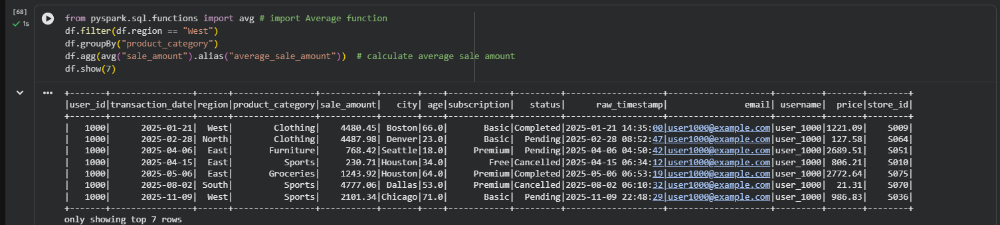 [68]
1s
from pyspark.sql.functions import avg # import Average function
df.filter(df.region == "West")
df.groupBy("product_category")
df.agg(avg("sale_amount").alias("average_sale_amount"))  # calculate average sale amount
df.show(7)
+-------+----------------+------+----------------+-----------+-------+----+------------+---------+-------------------+--------------------+---------+-------+--------+
|user_id|transaction_date|region|product_category|sale_amount|   city| age|subscription|   status|      raw_timestamp|               email| username|  price|store_id|
+-------+----------------+------+----------------+-----------+-------+----+------------+---------+-------------------+--------------------+---------+-------+--------+
|   1000|      2025-01-21|  West|        Clothing|    4480.45| Boston|66.0|       Basic|Completed|2025-01-21 14:35:00|user1000@example.com|user_1000|1221.09|    S009|
|   1000|      2025-02-28| North|        Clothing|    4487.98| Denver|23.0|       Basic|  Pending|2025-02-28 08:52:47|user1000@example.com|user_1000| 127.58|    S064|
|   1000|      2025-04-06|  East|       Furniture|     768.42|Seattle|18.0|     Premium|  Pending|2025-04-06 04:50:42|user1000@example.com|user_1000|2689.51|    S051|
|   1000|      2025-04-15|  East|          Sports|     230.71|Houston|34.0|        Free|Cancelled|2025-04-15 06:34:12|user1000@example.com|user_1000| 806.21|    S010|
|   1000|      2025-05-06|  East|       Groceries|    1243.92|Houston|64.0|     Premium|Completed|2025-05-06 06:53:19|user1000@example.com|user_1000|2772.64|    S075|
|   1000|      2025-08-02| South|          Sports|    4777.06| Dallas|53.0|     Premium|Cancelled|2025-08-02 06:10:32|user1000@example.com|user_1000|  21.31|    S070|
|   1000|      2025-11-09|  West|          Sports|    2101.34|Chicago|71.0|       Basic|  Pending|2025-11-09 22:48:29|user1000@example.com|user_1000| 986.83|    S036|
+-------+----------------+------+----------------+-----------+-------+----+------------+---------+-------------------+--------------------+---------+-------+--------+
only showing top 7 rows